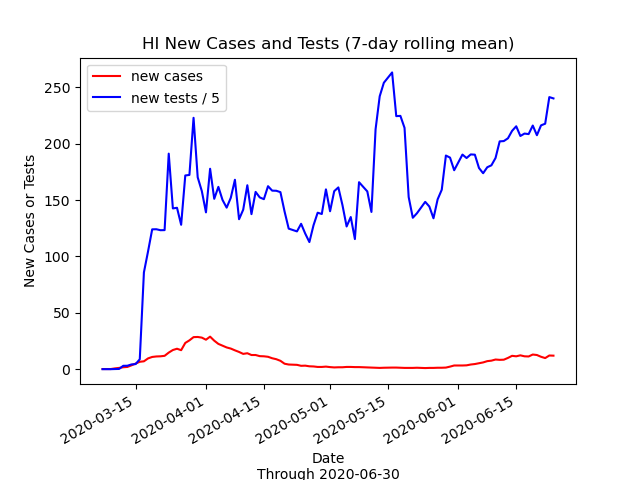 HI New Cases and Tests (7-day rolling mean)
new cases
new tests / 5
New Cases or Tests
250
200
150
100
50
0
2020-03-15
2020-04-01
2020-04-15
2020-05-01
2020-05-15
2020-06-01
2020-06-15
Date
Through 2020-06-30